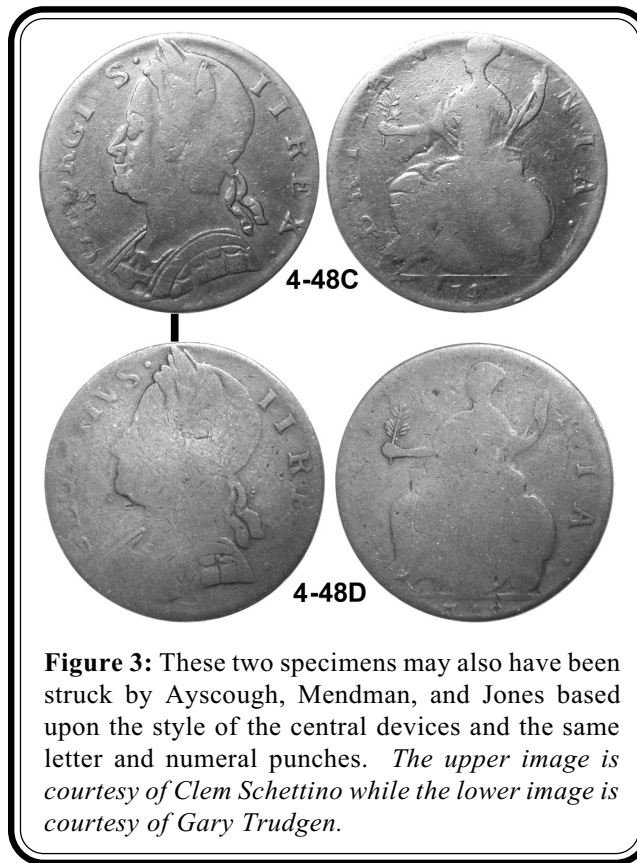 GEORGIVS · II REX ·
BRITAN NIA ·
4-48C
174
II R
IA ·
4-48D
Figure 3: These two specimens may also have been
struck by Ayscough, Mendman, and Jones based
upon the style of the central devices and the same
letter and numeral punches. The upper image is
courtesy of Clem Schettino while the lower image is
courtesy of Gary Trudgen.